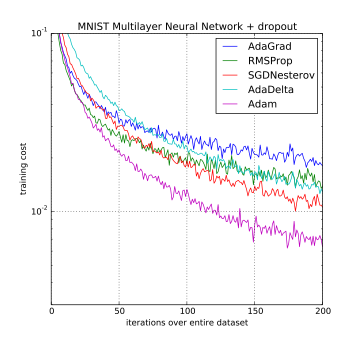 MNIST Multilayer Neural Network + dropout
10⁻¹
AdaGrad
RMSProp
SGDNesterov
AdaDelta
Adam
training cost
10⁻²
0 50 100 150 200
iterations over entire dataset